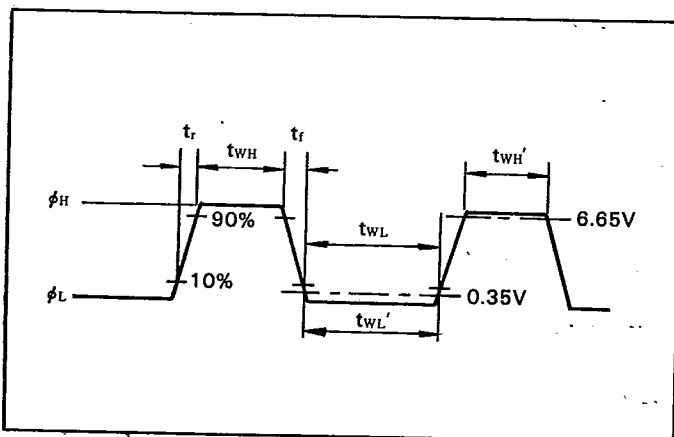 tr
tWH
tf
tWH'
ϕH
90%
tWL
6.65V
10%
ϕL
0.35V
tWL'